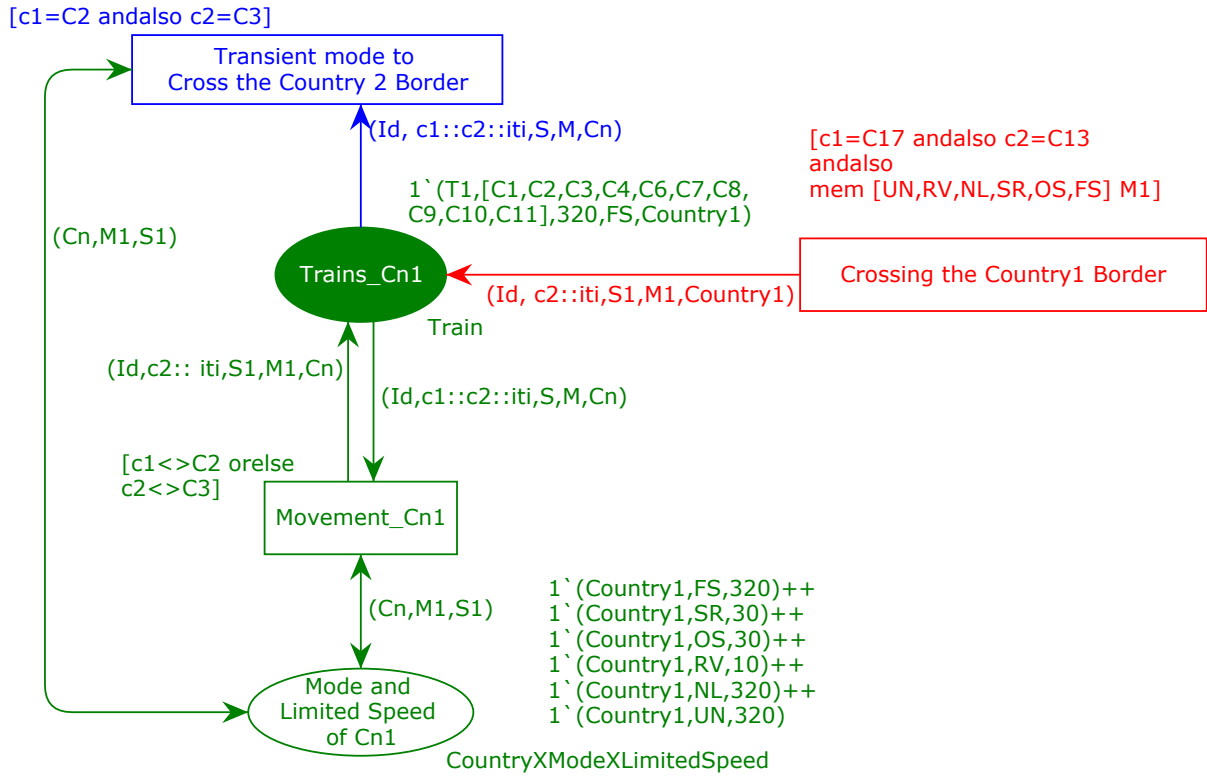 [c1=C2 andalso c2=C3]
Transient mode to
Cross the Country 2 Border
(Id, c1::c2::iti,S,M,Cn)
[c1=C17 andalso c2=C13
andalso
mem [UN,RV,NL,SR,OS,FS] M1]
1`(T1,[C1,C2,C3,C4,C6,C7,C8,
C9,C10,C11],320,FS,Country1)
(Cn,M1,S1)
Trains_Cn1
Crossing the Country1 Border
(Id, c2::iti,S1,M1,Country1)
Train
(Id,c2:: iti,S1,M1,Cn)
(Id,c1::c2::iti,S,M,Cn)
[c1<>C2 orelse
c2<>C3]
Movement_Cn1
(Cn,M1,S1)
1`(Country1,FS,320)++
1`(Country1,SR,30)++
1`(Country1,OS,30)++
1`(Country1,RV,10)++
1`(Country1,NL,320)++
1`(Country1,UN,320)
Mode and
Limited Speed
of Cn1
CountryXModeXLimitedSpeed